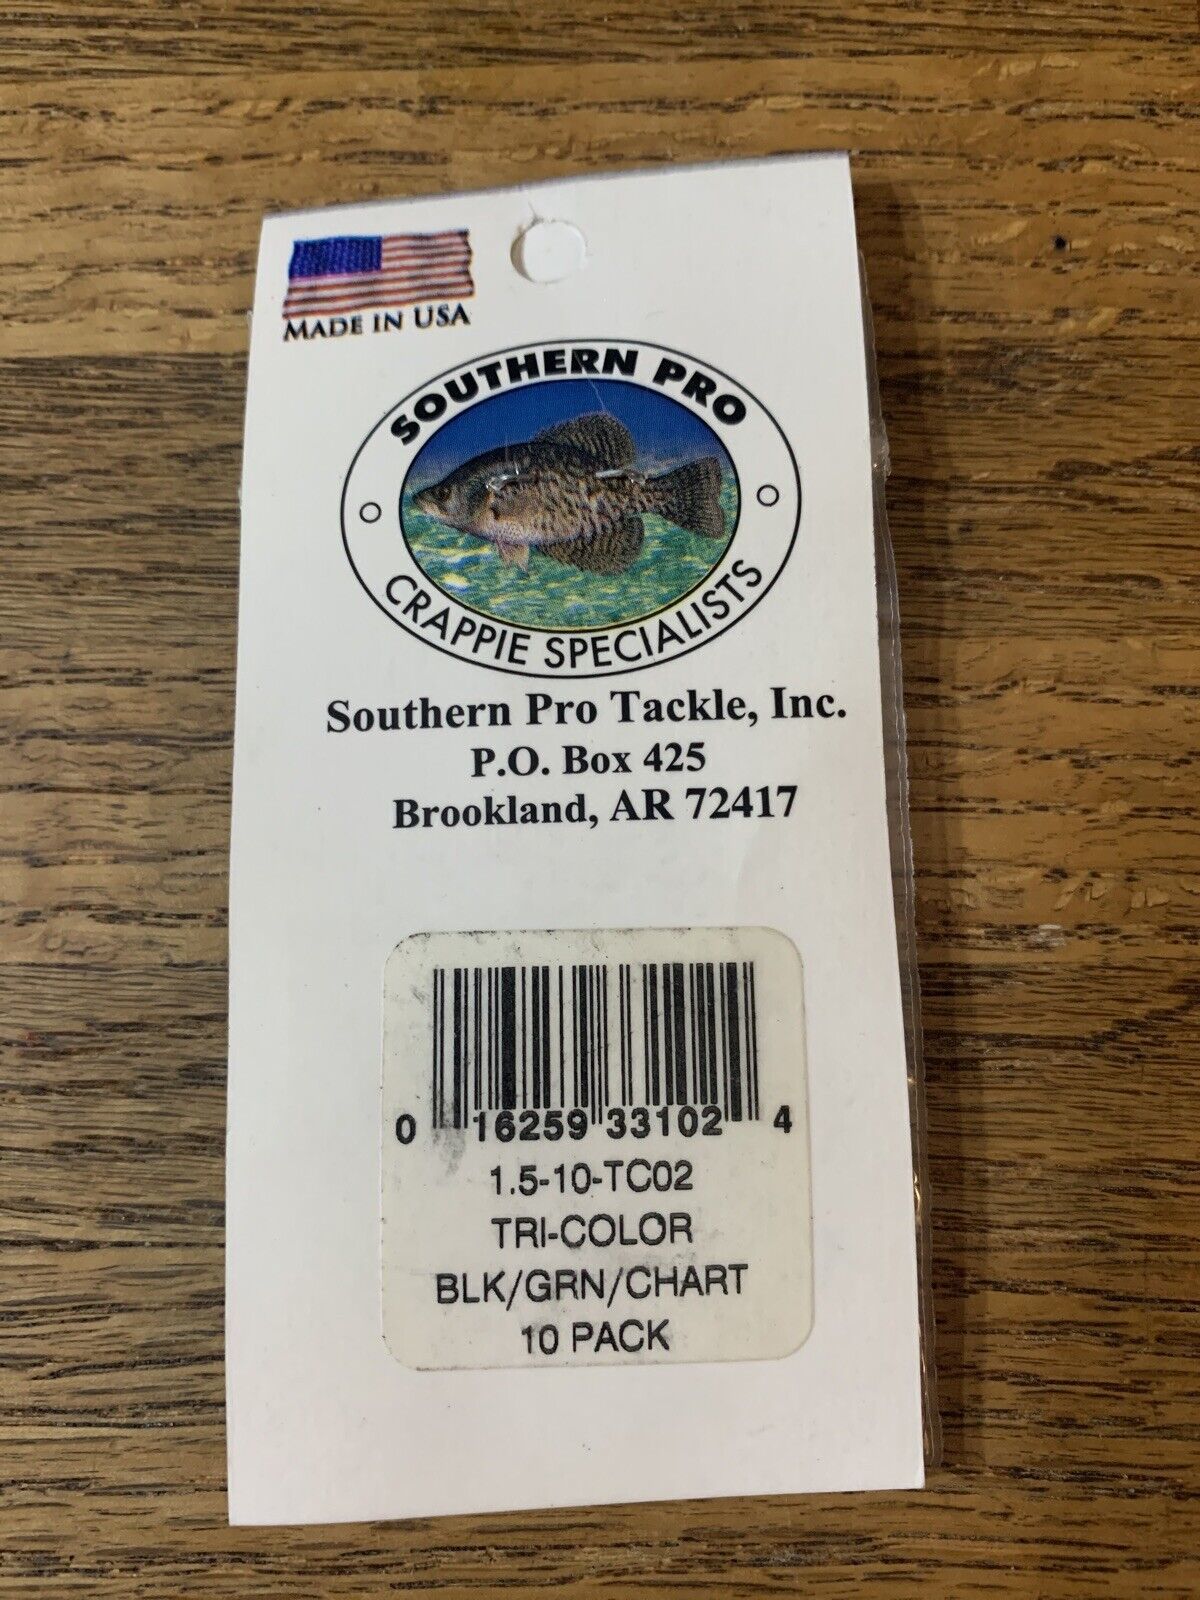 MADE IN USA
SOUTHERN PRO
CRAPPIE SPECIALISTS
Southern Pro Tackle, Inc.
P.O. Box 425
Brookland, AR 72417
0 16259 33102 4
1.5-10-TC02
TRI-COLOR
BLK/GRN/CHART
10 PACK